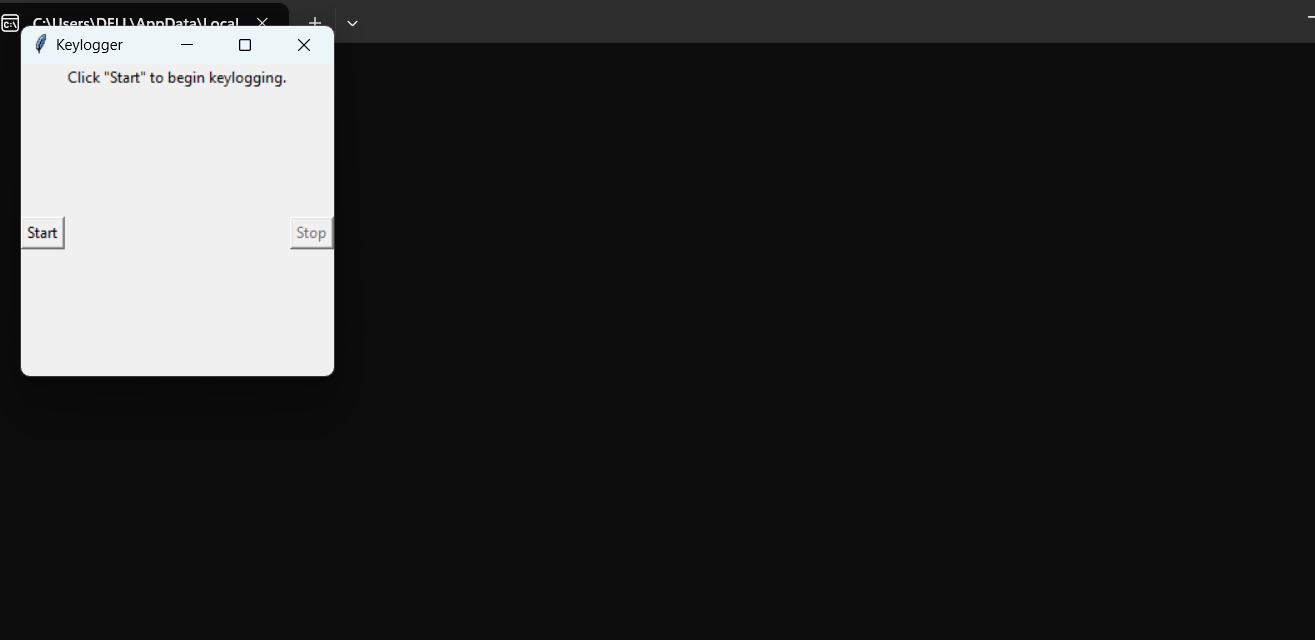 C:\Users\DELL\AppData\Local
Keylogger
Click "Start" to begin keylogging.
Start
Stop